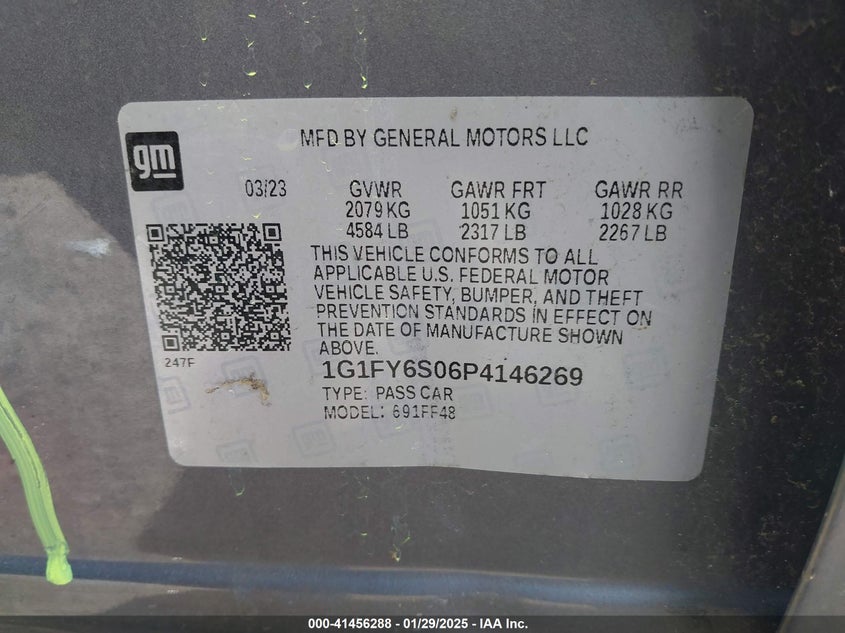 gm
MFD BY GENERAL MOTORS LLC
03/23 GVWR GAWR FRT GAWR RR
2079 KG 1051 KG 1028 KG
4584 LB 2317 LB 2267 LB
THIS VEHICLE CONFORMS TO ALL
APPLICABLE U.S. FEDERAL MOTOR
VEHICLE SAFETY, BUMPER, AND THEFT
PREVENTION STANDARDS IN EFFECT ON
THE DATE OF MANUFACTURE SHOWN
ABOVE.
247F
1G1FY6S06P4146269
TYPE: PASS CAR
MODEL: 691FF48
000-41456288 - 01/29/2025 - IAA Inc.